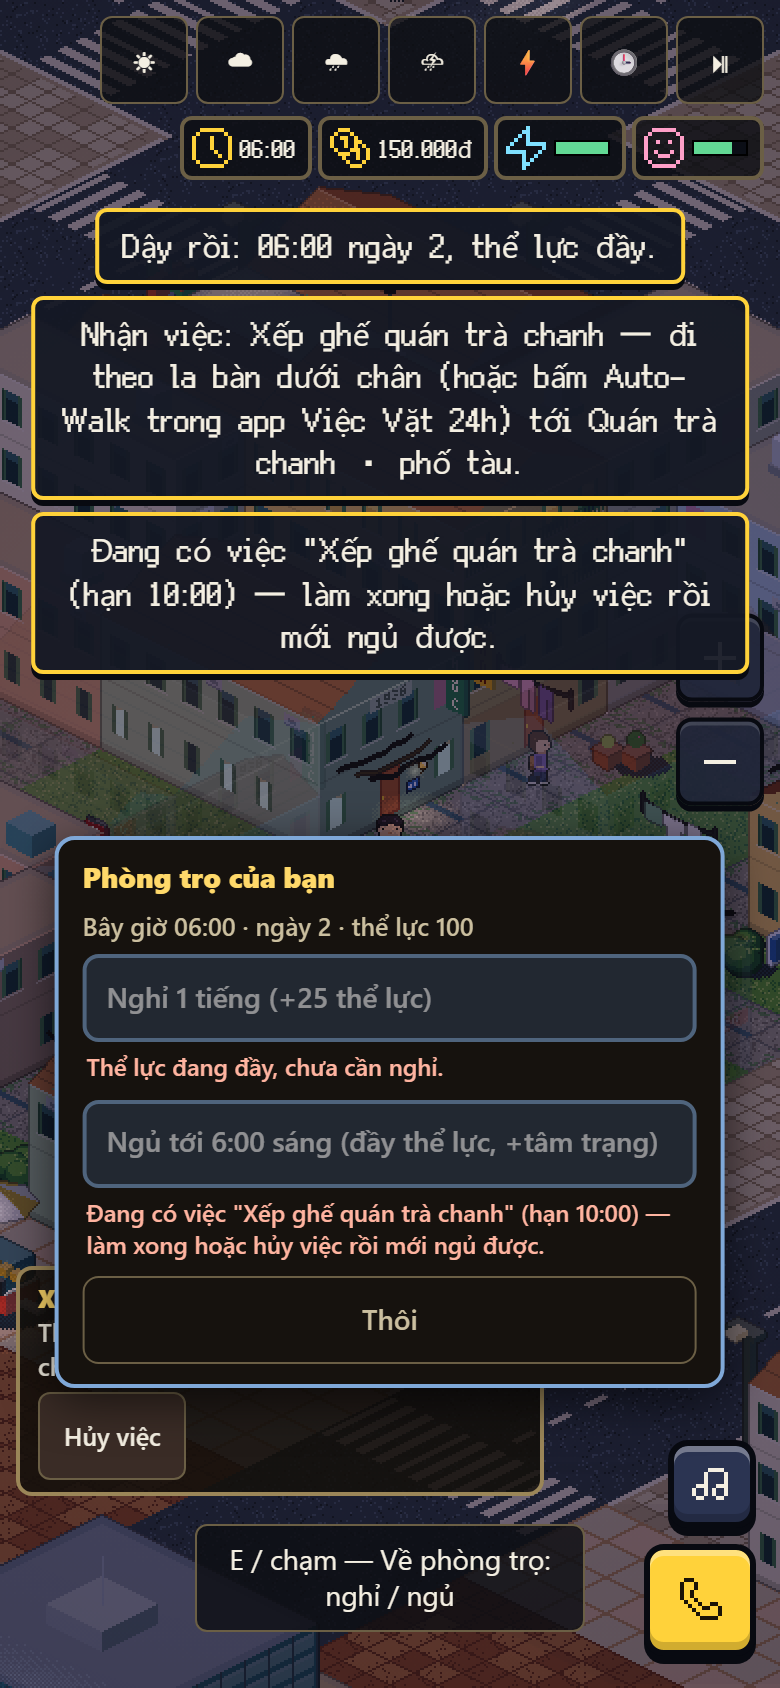 06:00
150.000đ
Dậy rồi: 06:00 ngày 2, thể lực đầy.
Nhận việc: Xếp ghế quán trà chanh — đi
theo la bàn dưới chân (hoặc bấm Auto-
Walk trong app Việc Vặt 24h) tới Quán trà
chanh · phố tàu.
Đang có việc "Xếp ghế quán trà chanh"
(hạn 10:00) — làm xong hoặc hủy việc rồi
mới ngủ được.
Phòng trọ của bạn
Bây giờ 06:00 · ngày 2 · thể lực 100
Nghỉ 1 tiếng (+25 thể lực)
Thể lực đang đầy, chưa cần nghỉ.
Ngủ tới 6:00 sáng (đầy thể lực, +tâm trạng)
Đang có việc "Xếp ghế quán trà chanh" (hạn 10:00) —
làm xong hoặc hủy việc rồi mới ngủ được.
Thôi
Hủy việc
E / chạm — Về phòng trọ:
nghỉ / ngủ